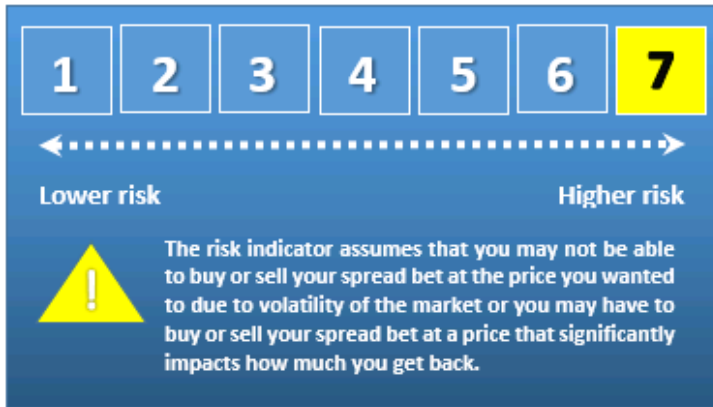 1 2 3 4 5 6 7
Lower risk Higher risk
!
The risk indicator assumes that you may not be able
to buy or sell your spread bet at the price you wanted
to due to volatility of the market or you may have to
buy or sell your spread bet at a price that significantly
impacts how much you get back.